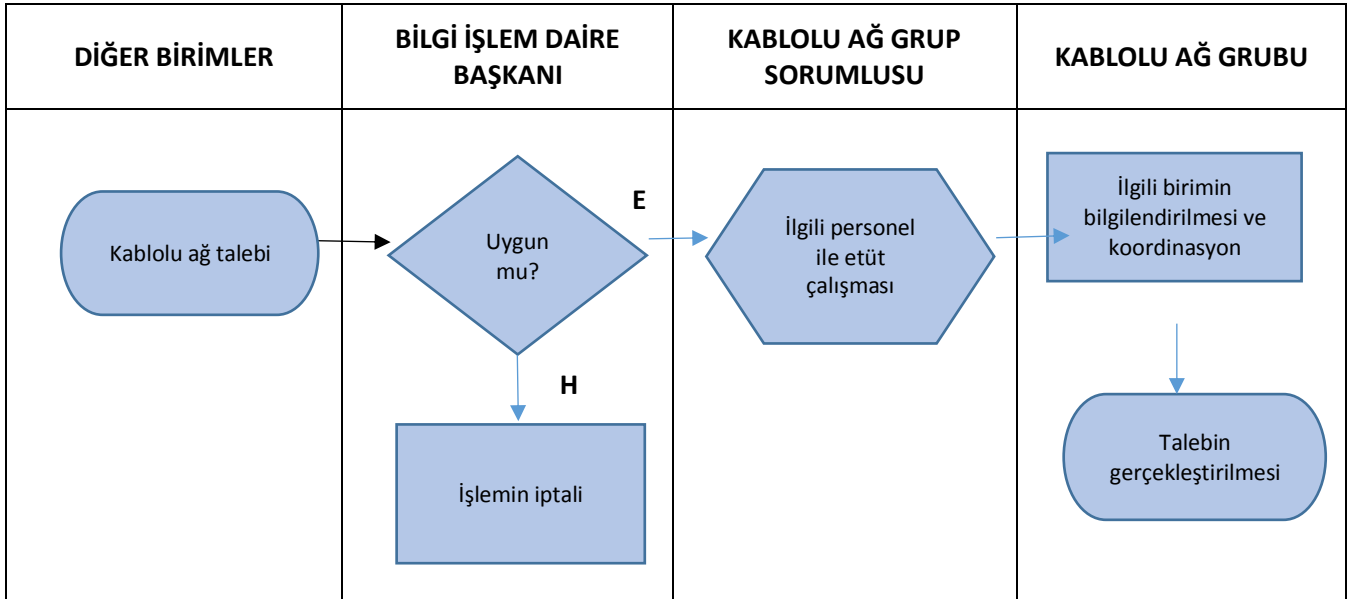 DİĞER BİRİMLER
BİLGİ İŞLEM DAİRE
BAŞKANI
KABLOLU AĞ GRUP
SORUMLUSU
KABLOLU AĞ GRUBU
Kablolu ağ talebi
Uygun
mu?
E
H
İşlemin iptali
İlgili personel
ile etüt
çalışması
İlgili birimin
bilgilendirilmesi ve
koordinasyon
Talebin
gerçekleştirilmesi